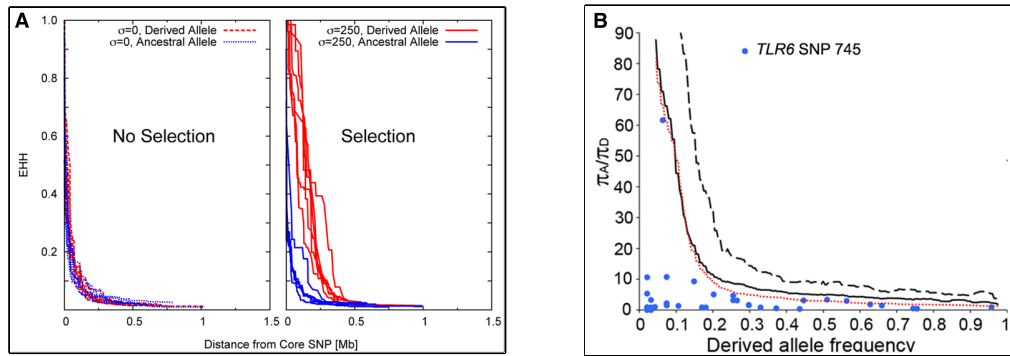 A
σ=0, Derived Allele
σ=0, Ancestral Allele
σ=250, Derived Allele
σ=250, Ancestral Allele
No Selection
Selection
EHH
1.0
0.8
0.6
0.4
0.2
0 0.5 1 1.5
0 0.5 1 1.5
Distance from Core SNP [Mb]
B
TLR6 SNP 745
πA/πD
90
80
70
60
50
40
30
20
10
0
0 0.1 0.2 0.3 0.4 0.5 0.6 0.7 0.8 0.9 1
Derived allele frequency